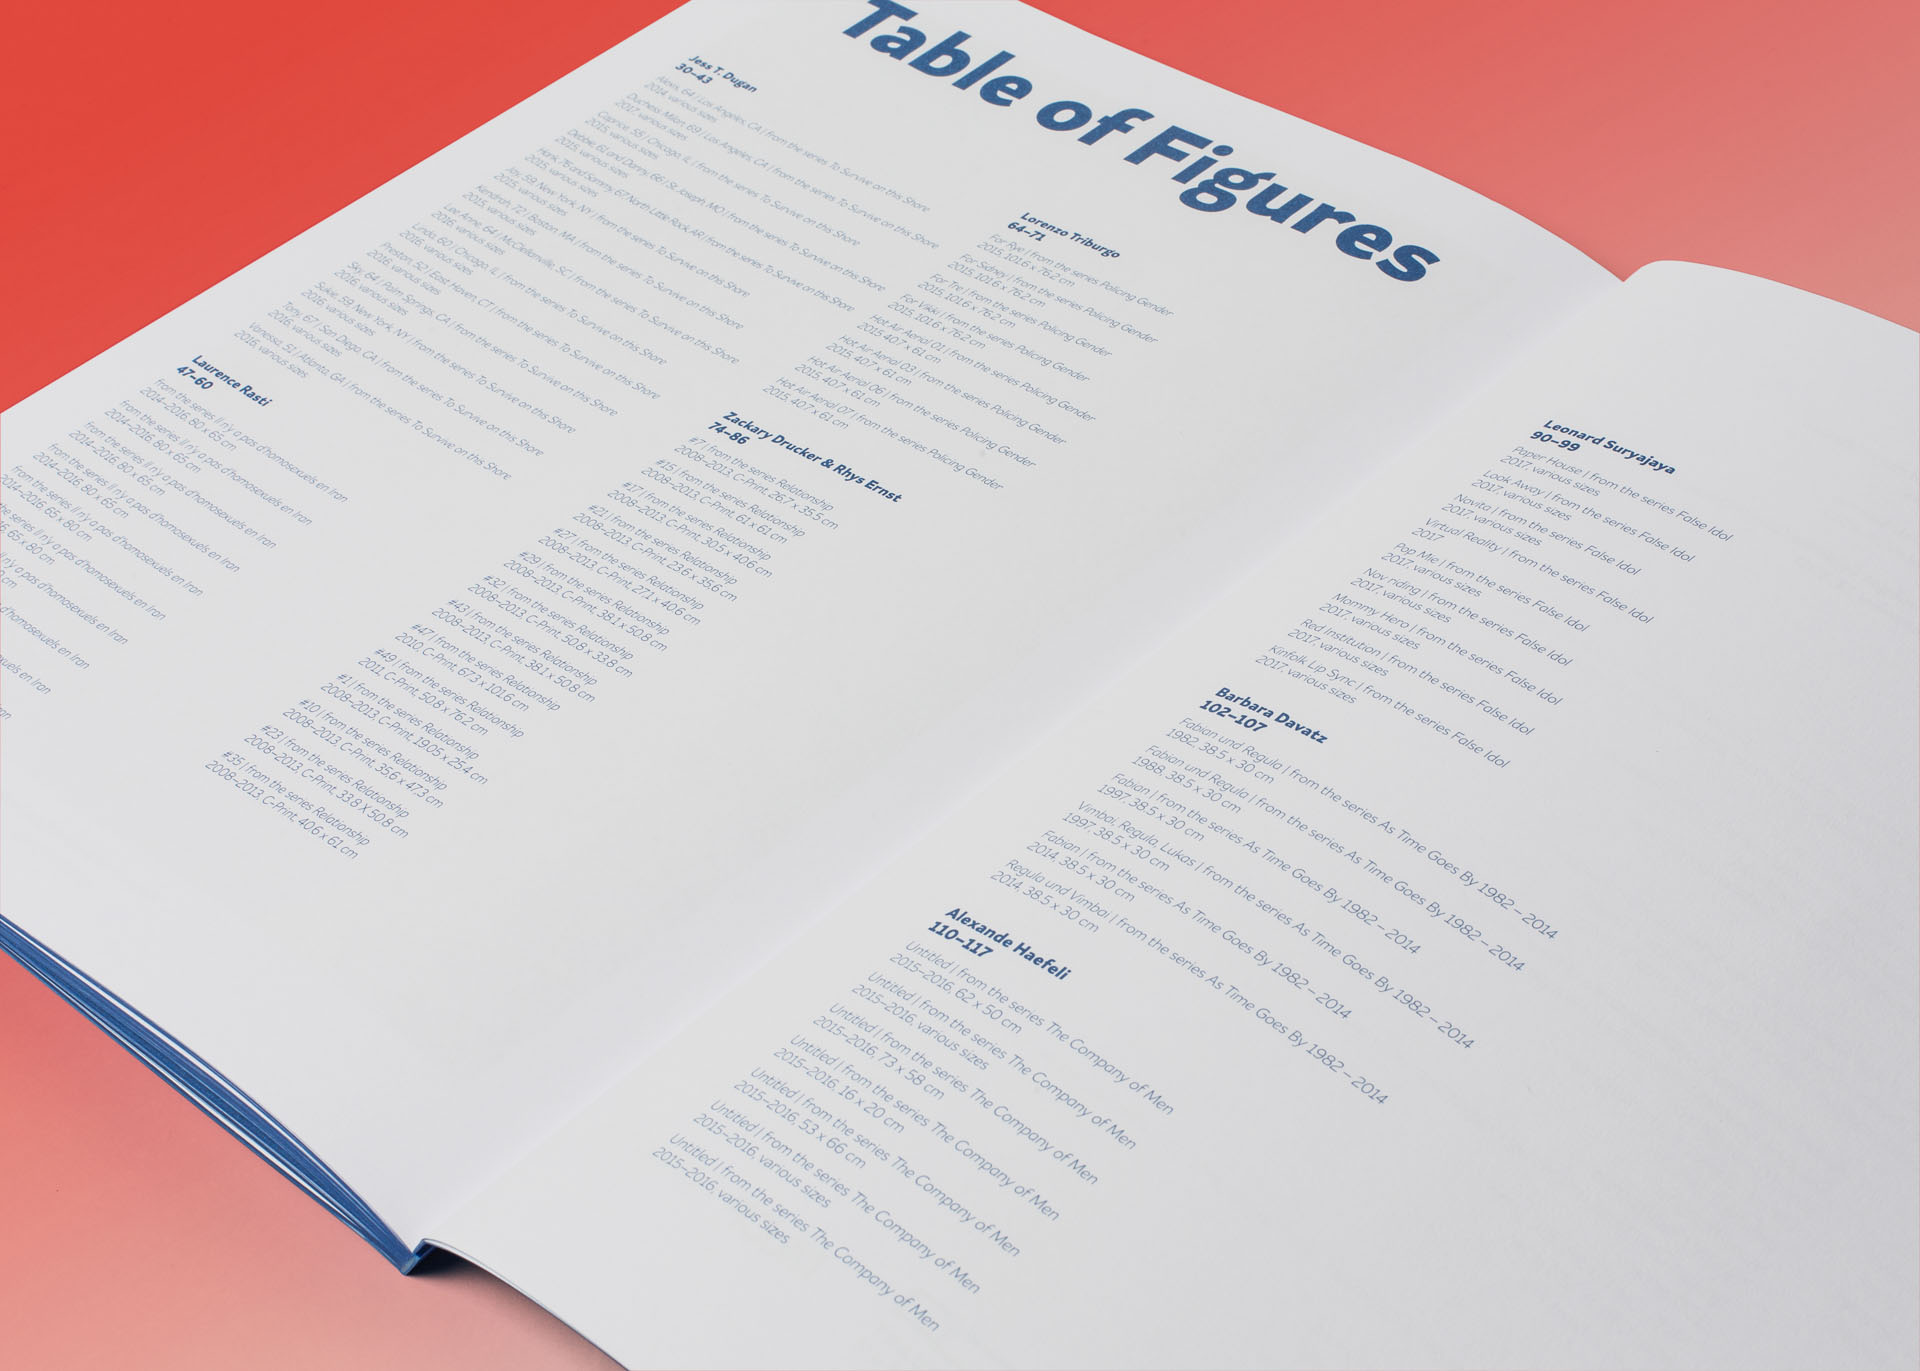 Table of Figures
Jess T. Dugan
30–43
Alexis, 64 | Los Angeles, CA | from the series To Survive on this Shore
2014, various sizes
Duchess Milan, 69 | Los Angeles, CA | from the series To Survive on this Shore
2017, various sizes
Caprice, 55 | Chicago, IL | from the series To Survive on this Shore
2015, various sizes
Debbie, 61 and Danny, 66 | St. Joseph, MO | from the series To Survive on this Shore
2015, various sizes
Hank, 76 and Sammy, 67 North Little Rock, AR | from the series To Survive on this Shore
2015, various sizes
Jay, 59, New York, NY | from the series To Survive on this Shore
2015, various sizes
Kendrah, 72 | Boston, MA | from the series To Survive on this Shore
2015, various sizes
Lee Anne, 64 | McClellenville, SC | from the series To Survive on this Shore
2016, various sizes
Linda, 60 | Chicago, IL | from the series To Survive on this Shore
2016, various sizes
Preston, 52 | East Haven, CT | from the series To Survive on this Shore
2016, various sizes
Sky, 64 | Palm Springs, CA | from the series To Survive on this Shore
2016, various sizes
Sukie, 59, New York, NY | from the series To Survive on this Shore
2016, various sizes
Tony, 67 | San Diego, CA | from the series To Survive on this Shore
2016, various sizes
Vanessa, 51 | Atlanta, GA | from the series To Survive on this Shore
2016, various sizes
Laurence Rasti
47–60
from the series Il n'y a pas d'homosexuels en Iran
2014–2016, 80 x 65 cm
from the series Il n'y a pas d'homosexuels en Iran
2014–2016, 80 x 65 cm
from the series Il n'y a pas d'homosexuels en Iran
2014–2016, 80 x 65 cm
from the series Il n'y a pas d'homosexuels en Iran
2014–2016, 80 x 65 cm
from the series Il n'y a pas d'homosexuels en Iran
2014–2016, 65 x 80 cm
the series Il n'y a pas d'homosexuels en Iran
65 x 80 cm
n'y a pas d'homosexuels en Iran
cm
d'homosexuels en Iran
en Iran
Lorenzo Triburgo
64–71
For Rye | from the series Policing Gender
2015, 101.6 x 76.2 cm
For Sidney | from the series Policing Gender
2015, 101.6 x 76.2 cm
For Tre | from the series Policing Gender
2015, 101.6 x 76.2 cm
For Vikki | from the series Policing Gender
2015, 101.6 x 76.2 cm
Hot Air Aerial 01 | from the series Policing Gender
2015, 40.7 x 61 cm
Hot Air Aerial 03 | from the series Policing Gender
2015, 40.7 x 61 cm
Hot Air Aerial 06 | from the series Policing Gender
2015, 40.7 x 61 cm
Hot Air Aerial 07 | from the series Policing Gender
2015, 40.7 x 61 cm
Zackary Drucker & Rhys Ernst
74–86
#7 | from the series Relationship
2008–2013, C-Print, 26.7 x 35.5 cm
#15 | from the series Relationship
2008–2013, C-Print, 61 x 61 cm
#17 | from the series Relationship
2008–2013, C-Print, 30.5 x 40.6 cm
#21 | from the series Relationship
2008–2013, C-Print, 23.6 x 35.6 cm
#27 | from the series Relationship
2008–2013, C-Print, 27.1 x 40.6 cm
#29 | from the series Relationship
2008–2013, C-Print, 38.1 x 50.8 cm
#32 | from the series Relationship
2008–2013, C-Print, 50.8 x 33.8 cm
#43 | from the series Relationship
2008–2013, C-Print, 38.1 x 50.8 cm
#47 | from the series Relationship
2010, C-Print, 67.3 x 101.6 cm
#49 | from the series Relationship
2011, C-Print, 50.8 x 76.2 cm
#1 | from the series Relationship
2008–2013, C-Print, 19.05 x 25.4 cm
#10 | from the series Relationship
2008–2013, C-Print, 35.6 x 47.3 cm
#23 | from the series Relationship
2008–2013, C-Print, 33.8 x 50.8 cm
#35 | from the series Relationship
2008–2013, C-Print, 40.6 x 61 cm
Leonard Suryajaya
90–99
Paper House | from the series False Idol
2017, various sizes
Look Away | from the series False Idol
2017, various sizes
Novita | from the series False Idol
2017, various sizes
Virtual Reality | from the series False Idol
2017
Pop Mie | from the series False Idol
2017, various sizes
Nov riding | from the series False Idol
2017, various sizes
Mommy Hero | from the series False Idol
2017, various sizes
Red Institution | from the series False Idol
2017, various sizes
Kinfolk Lip Sync | from the series False Idol
2017, various sizes
Barbara Davatz
102–107
Fabian und Regula | from the series As Time Goes By 1982 – 2014
1982, 38.5 x 30 cm
Fabian und Regula | from the series As Time Goes By 1982 – 2014
1988, 38.5 x 30 cm
Fabian | from the series As Time Goes By 1982 – 2014
1997, 38.5 x 30 cm
Vimbai, Regula, Lukas | from the series As Time Goes By 1982 – 2014
1997, 38.5 x 30 cm
Fabian | from the series As Time Goes By 1982 – 2014
2014, 38.5 x 30 cm
Regula und Vimbai | from the series As Time Goes By 1982 – 2014
2014, 38.5 x 30 cm
Alexande Haefeli
110–117
Untitled | from the series The Company of Men
2015–2016, 62 x 50 cm
Untitled | from the series The Company of Men
2015–2016, various sizes
Untitled | from the series The Company of Men
2015–2016, 73 x 58 cm
Untitled | from the series The Company of Men
2015–2016, 16 x 20 cm
Untitled | from the series The Company of Men
2015–2016, 53 x 66 cm
Untitled | from the series The Company of Men
2015–2016, various sizes
Untitled | from the series The Company of Men
2015–2016, various sizes